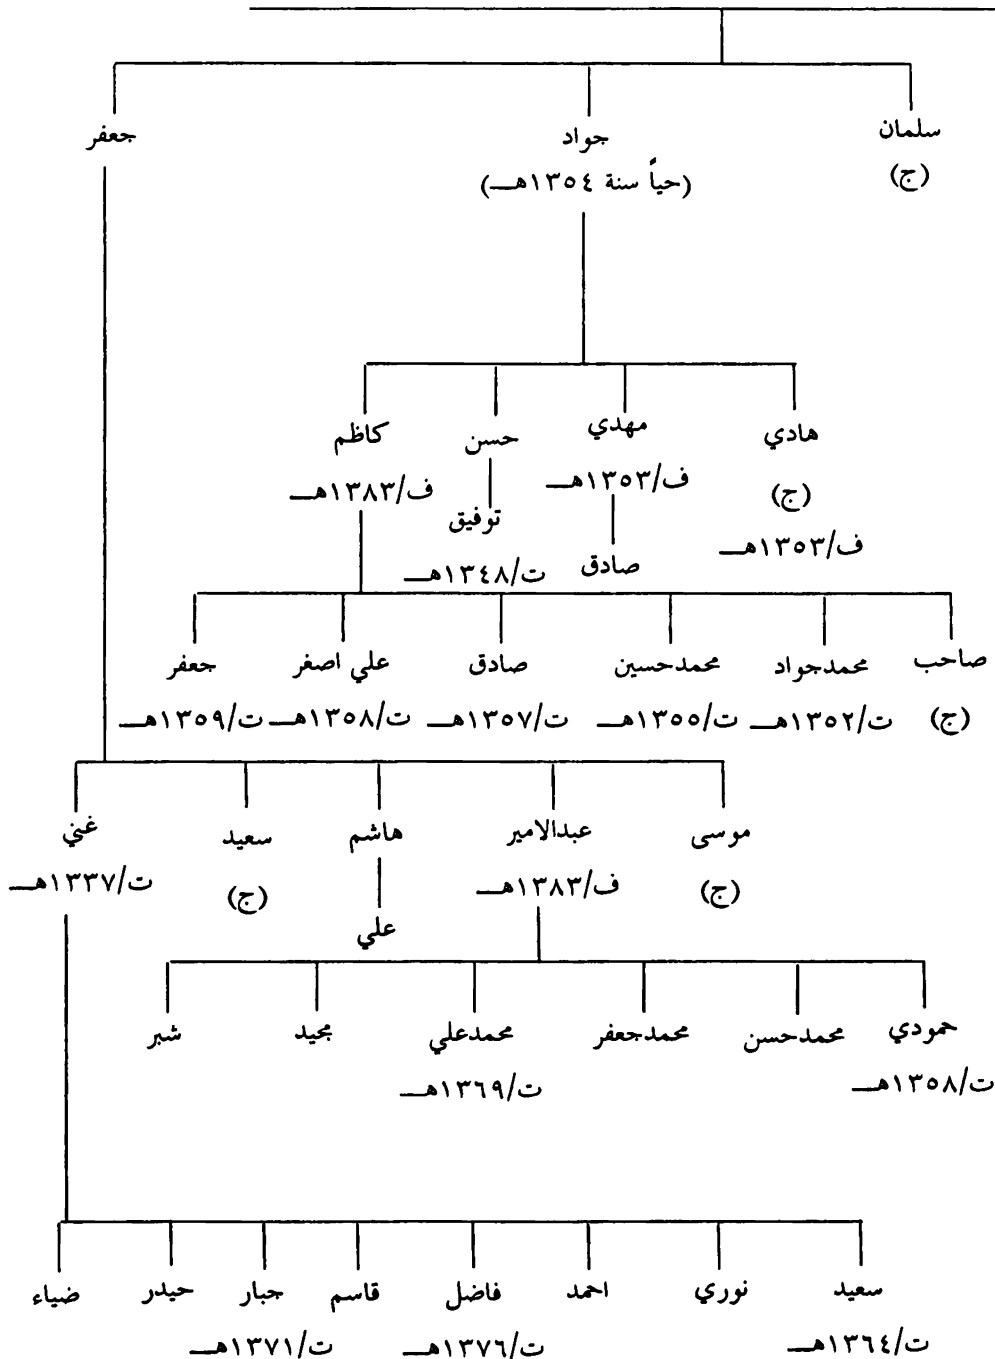 سلمان جواد جعفر
(ج) (حياً سنة ١٣٥٤هـ)
هادي مهدي حسن كاظم
(ج) ف/١٣٥٣هـ ف/١٣٨٣هـ
توفيق
ف/١٣٥٣هـ صادق ت/١٣٤٨هـ
صاحب محمدجواد محمدحسين صادق علي اصغر جعفر
(ج) ت/١٣٥٢هـ ت/١٣٥٥هـ ت/١٣٥٧هـ ت/١٣٥٨هـ ت/١٣٥٩هـ
موسى عبدالامير هاشم سعيد غني
(ج) ف/١٣٨٣هـ (ج) ت/١٣٣٧هـ
علي
حمودي محمدحسن محمدجعفر محمدعلي مجيد شبر
ت/١٣٥٨هـ ت/١٣٦٩هـ
سعيد نوري احمد فاضل قاسم جبار حيدر ضياء
ت/١٣٦٤هـ ت/١٣٧٦هـ ت/١٣٧١هـ